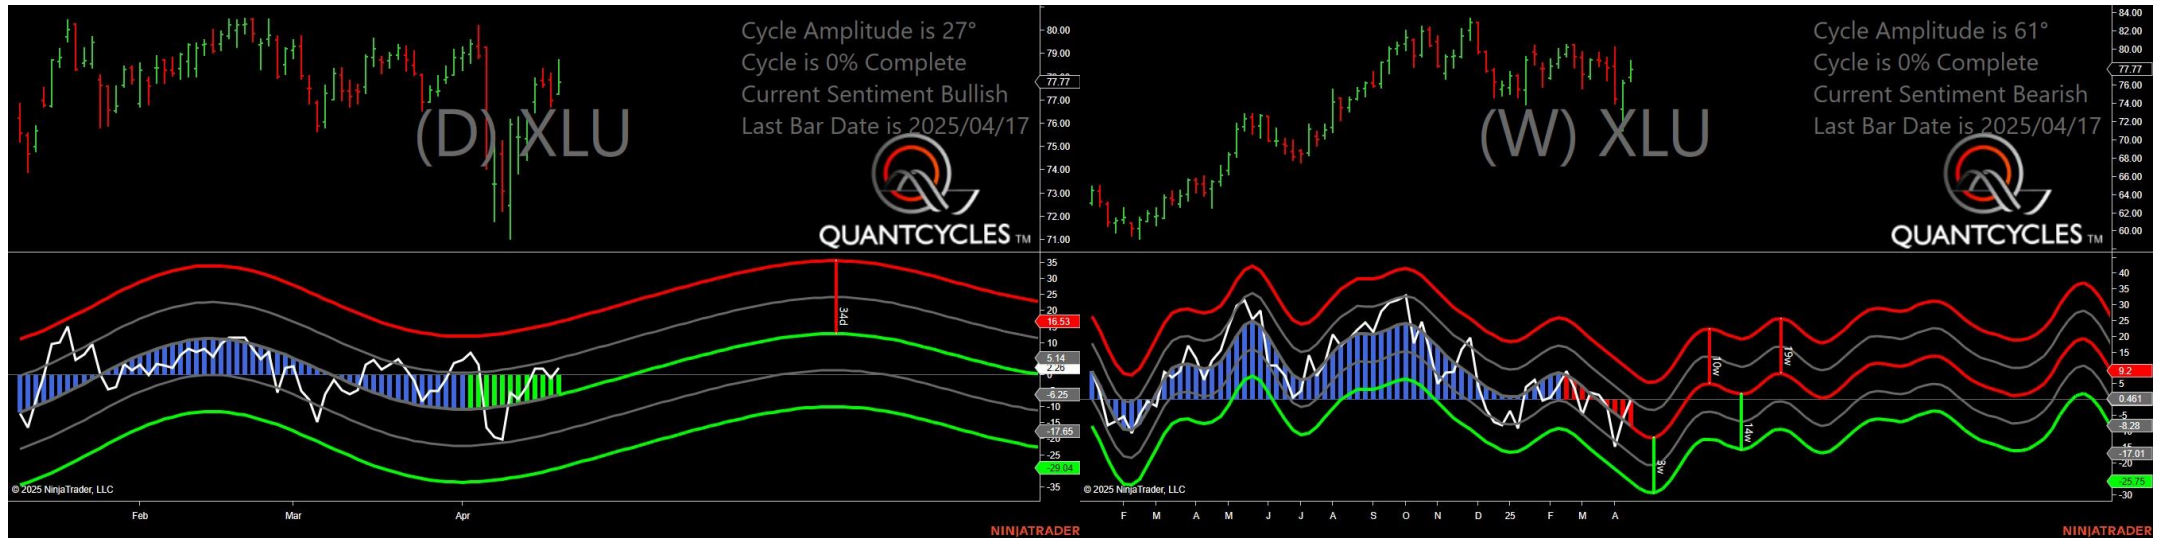 Cycle Amplitude is 27°
Cycle is 0% Complete
Current Sentiment Bullish
Last Bar Date is 2025/04/17
(D) XLU
QUANTCYCLES TM
80.00
79.00
77.77
77.00
76.00
75.00
74.00
73.00
72.00
71.00
35
30
25
20
16.53
10
5.14
2.26
-6.25
-10
-17.65
-25
-29.04
-35
34d
© 2025 NinjaTrader, LLC
Feb Mar Apr
NINJATRADER
Cycle Amplitude is 61°
Cycle is 0% Complete
Current Sentiment Bearish
Last Bar Date is 2025/04/17
(W) XLU
QUANTCYCLES TM
84.00
82.00
80.00
77.77
76.00
74.00
72.00
70.00
68.00
66.00
64.00
62.00
60.00
40
35
30
25
20
15
9.2
5
0.461
-5
-8.28
-17.01
-20
-25.75
-30
10w
19w
14w
© 2025 NinjaTrader, LLC
F M A M J J A S O N D 25 F M A
NINJATRADER